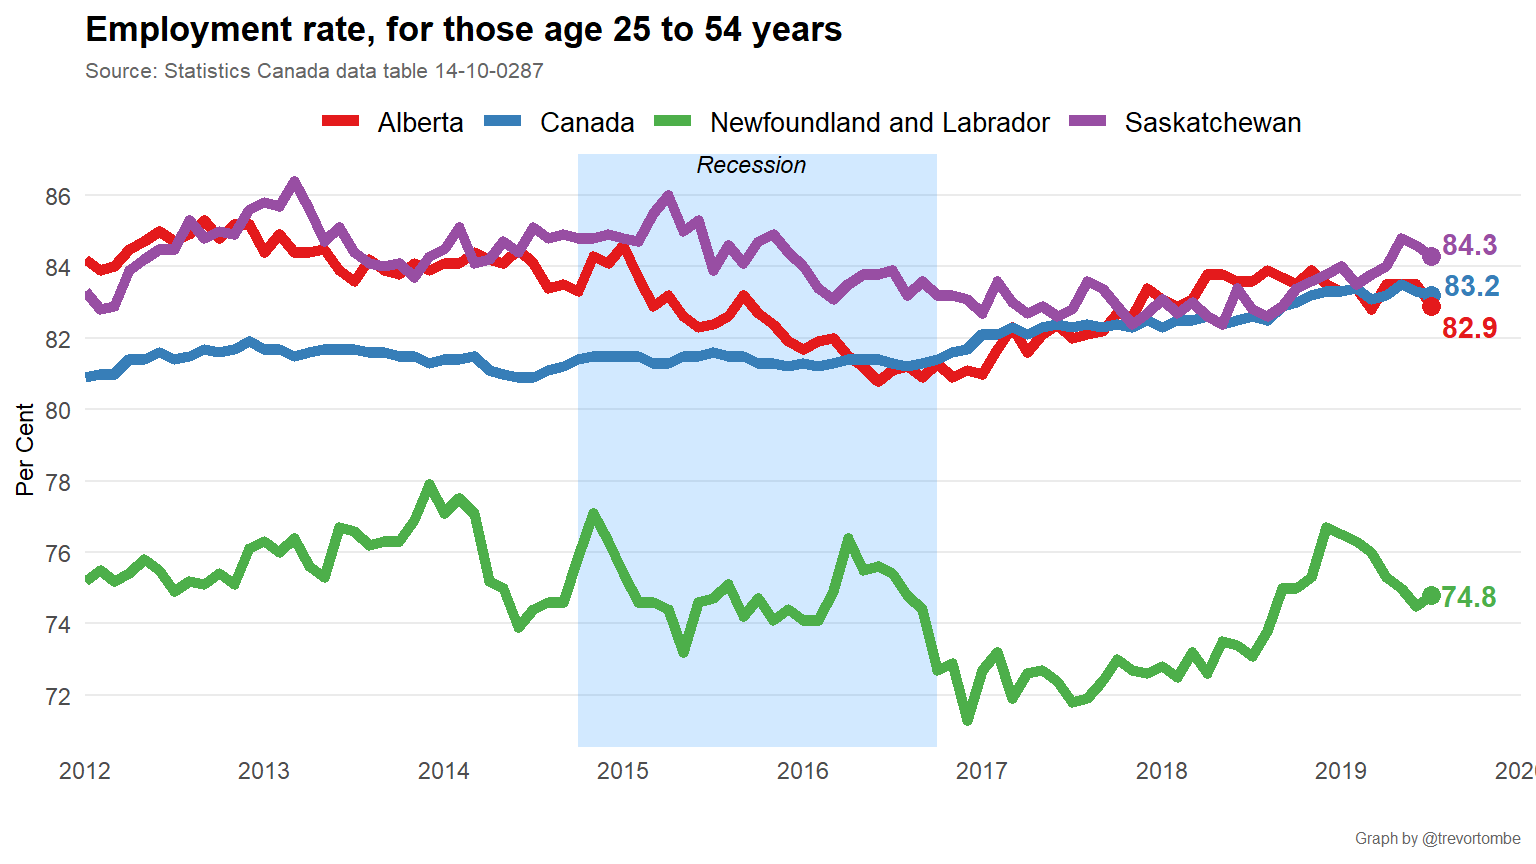 Employment rate, for those age 25 to 54 years
Source: Statistics Canada data table 14-10-0287
Alberta Canada Newfoundland and Labrador Saskatchewan
Recession
86
84
82
80
78
76
74
72
Per Cent
84.3
83.2
82.9
74.8
2012 2013 2014 2015 2016 2017 2018 2019 202
Graph by @trevortombe